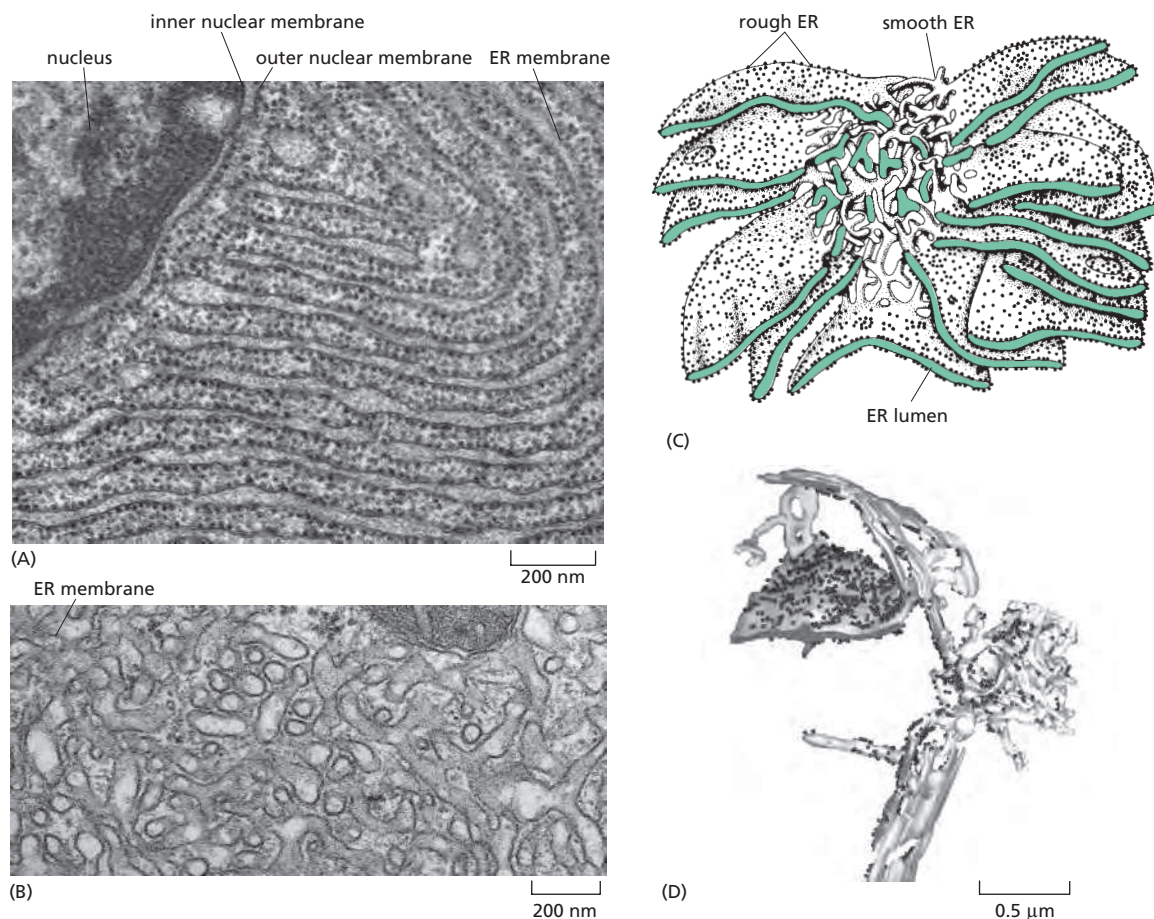 inner nuclear membrane
nucleus
outer nuclear membrane
ER membrane
(A)
200 nm
ER membrane
(B)
200 nm
rough ER
smooth ER
ER lumen
(C)
(D)
0.5 μm